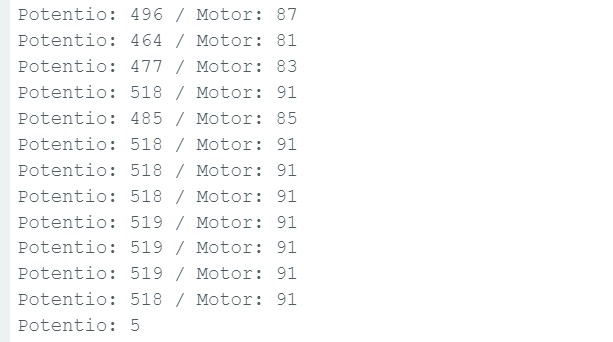 Potentio: 496 / Motor: 87
Potentio: 464 / Motor: 81
Potentio: 477 / Motor: 83
Potentio: 518 / Motor: 91
Potentio: 485 / Motor: 85
Potentio: 518 / Motor: 91
Potentio: 518 / Motor: 91
Potentio: 518 / Motor: 91
Potentio: 519 / Motor: 91
Potentio: 519 / Motor: 91
Potentio: 519 / Motor: 91
Potentio: 518 / Motor: 91
Potentio: 5